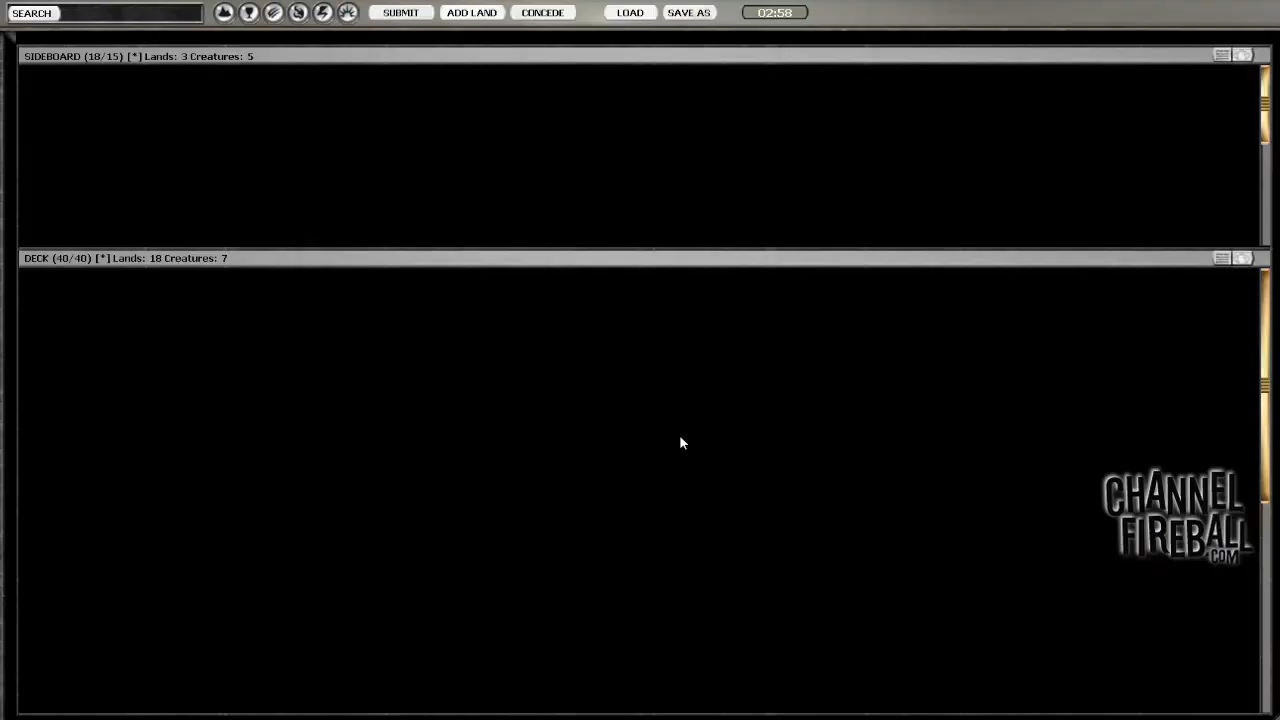 SEARCH
SUBMIT
ADD LAND
CONCEDE
LOAD
SAVE AS
02:58
SIDEBOARD (18/15) [*] Lands: 3 Creatures: 5
DECK (40/40) [*] Lands: 18 Creatures: 7
CHANNEL
FIREBALL
.COM